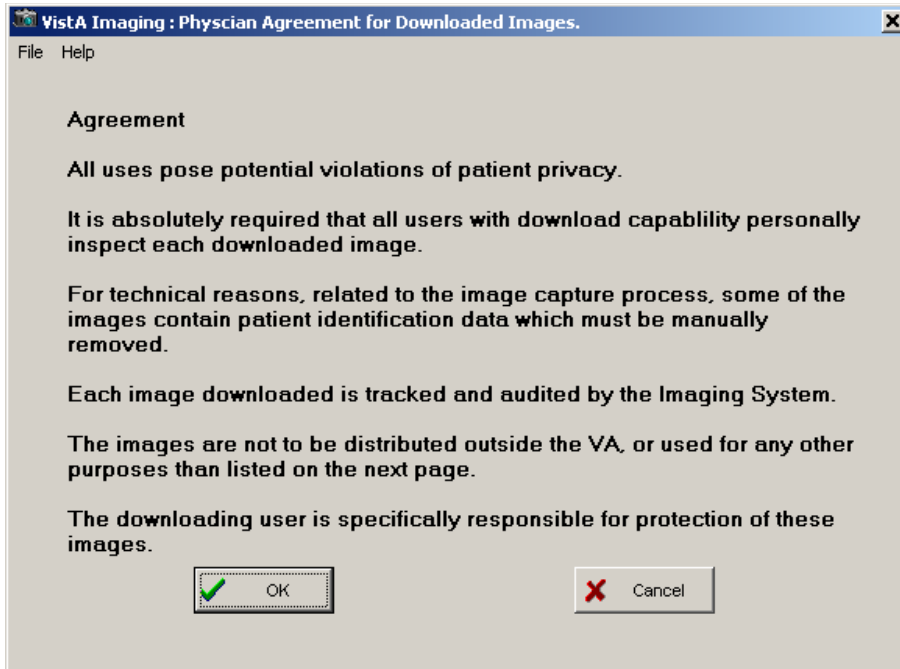 VistA Imaging : Physcian Agreement for Downloaded Images.
File Help
Agreement
All uses pose potential violations of patient privacy.
It is absolutely required that all users with download capablility personally
inspect each downloaded image.
For technical reasons, related to the image capture process, some of the
images contain patient identification data which must be manually
removed.
Each image downloaded is tracked and audited by the Imaging System.
The images are not to be distributed outside the VA, or used for any other
purposes than listed on the next page.
The downloading user is specifically responsible for protection of these
images.
OK Cancel